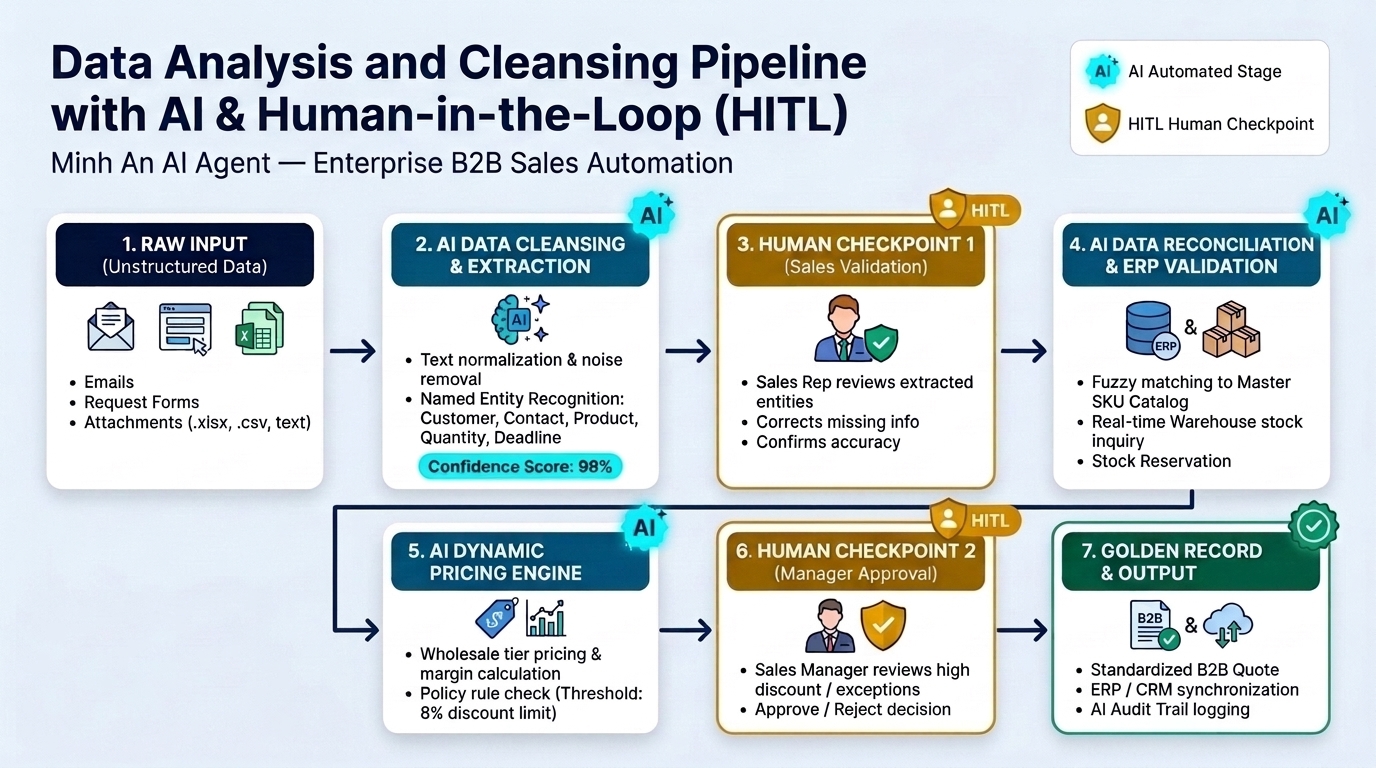 Data Analysis and Cleansing Pipeline
with AI & Human-in-the-Loop (HITL)
Minh An AI Agent — Enterprise B2B Sales Automation
AI
AI Automated Stage
HITL Human Checkpoint
1. RAW INPUT
(Unstructured Data)
X
• Emails
• Request Forms
• Attachments (.xisx, .csv, text)
AI
2. AI DATA CLEANSING
& EXTRACTION
AI
• Text normalization & noise
removal
• Named Entity Recognition:
Customer, Contact, Product,
Quantity, Deadline
Confidence Score: 98%
HITL
3. HUMAN CHECKPOINT 1
(Sales Validation)
• Sales Rep reviews extracted
entities
• Corrects missing info
• Confirms accuracy
AI
4. AI DATA RECONCILIATION
& ERP VALIDATION
ERP
&
• Fuzzy matching to Master
SKU Catalog
• Real-time Warehouse stock
inquiry
• Stock Reservation
AI
5. AI DYNAMIC
PRICING ENGINE
$
• Wholesale tier pricing &
margin calculation
• Policy rule check (Threshold:
8% discount limit)
HITL
6. HUMAN CHECKPOINT 2
(Manager Approval)
• Sales Manager reviews high
discount / exceptions
• Approve / Reject decision
7. GOLDEN RECORD
& OUTPUT
B2B
&
• Standardized B2B Quote
• ERP / CRM synchronization
• AI Audit Trail logging